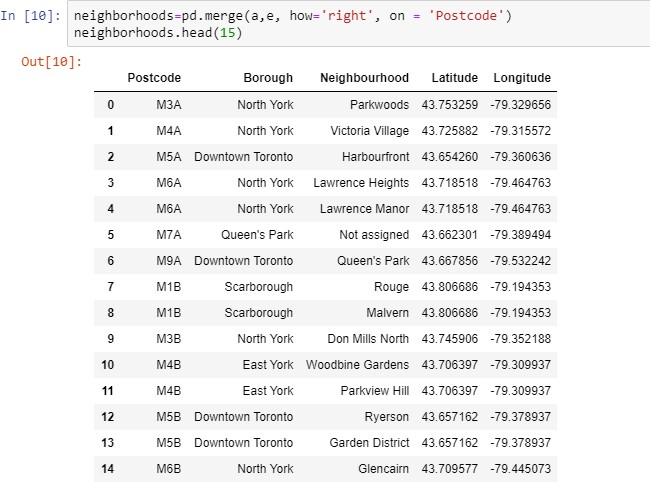 In [10]: neighborhoods=pd.merge(a,e, how='right', on = 'Postcode')
neighborhoods.head(15)
Out[10]:
Postcode Borough Neighbourhood Latitude Longitude
0 M3A North York Parkwoods 43.753259 -79.329656
1 M4A North York Victoria Village 43.725882 -79.315572
2 M5A Downtown Toronto Harbourfront 43.654260 -79.360636
3 M6A North York Lawrence Heights 43.718518 -79.464763
4 M6A North York Lawrence Manor 43.718518 -79.464763
5 M7A Queen's Park Not assigned 43.662301 -79.389494
6 M9A Downtown Toronto Queen's Park 43.667856 -79.532242
7 M1B Scarborough Rouge 43.806686 -79.194353
8 M1B Scarborough Malvern 43.806686 -79.194353
9 M3B North York Don Mills North 43.745906 -79.352188
10 M4B East York Woodbine Gardens 43.706397 -79.309937
11 M4B East York Parkview Hill 43.706397 -79.309937
12 M5B Downtown Toronto Ryerson 43.657162 -79.378937
13 M5B Downtown Toronto Garden District 43.657162 -79.378937
14 M6B North York Glencairn 43.709577 -79.445073